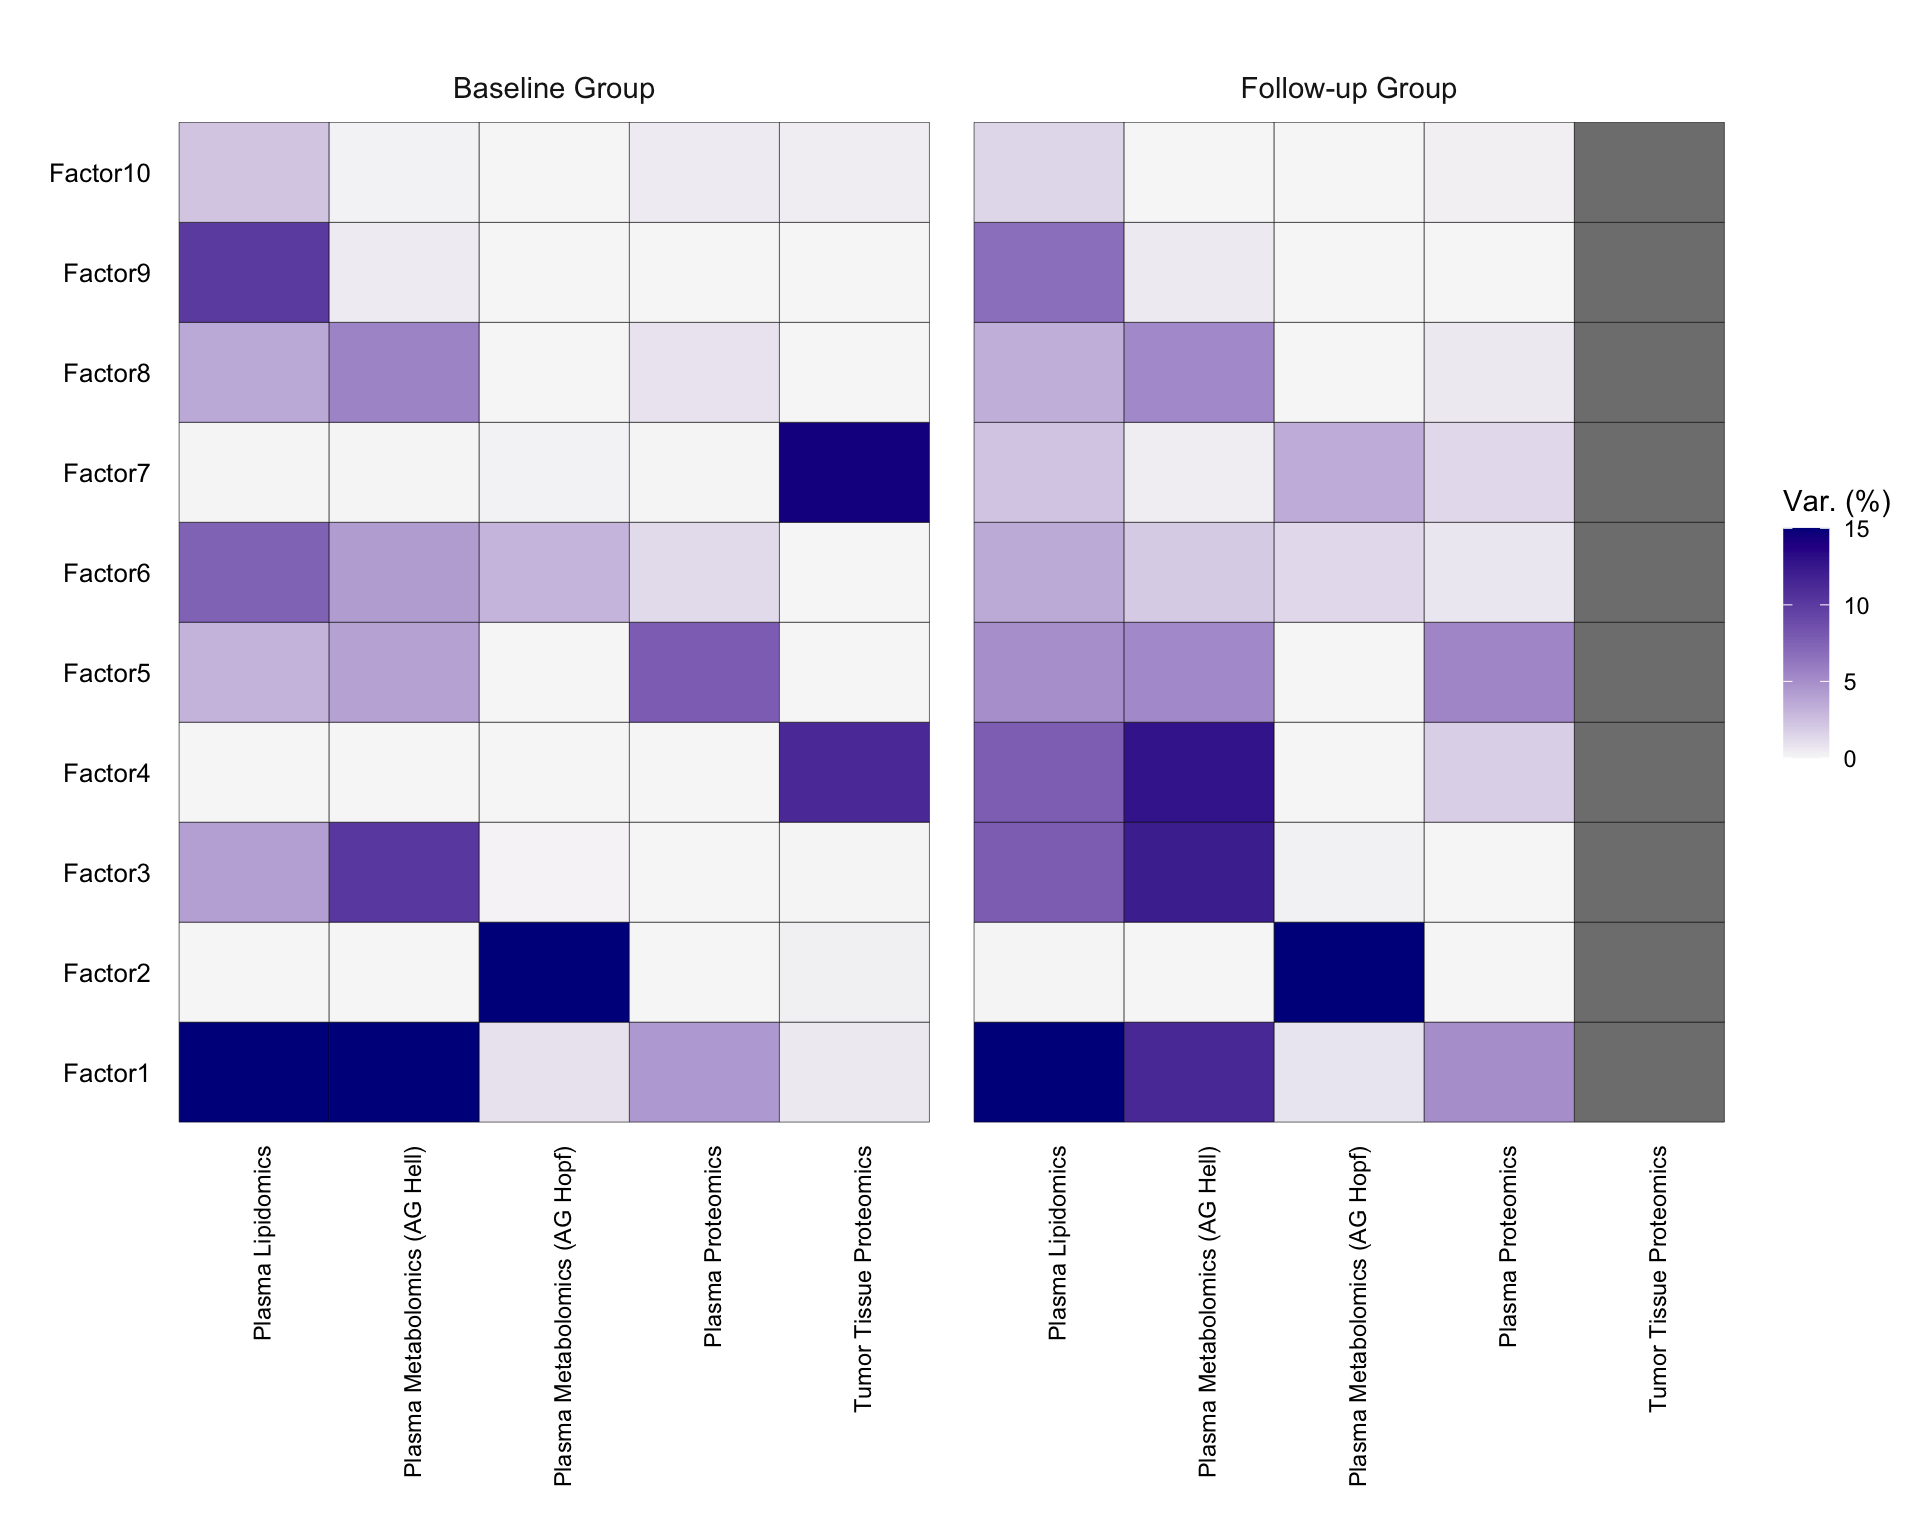 Baseline Group
Follow-up Group
Factor10
Factor9
Factor8
Factor7
Factor6
Factor5
Factor4
Factor3
Factor2
Factor1
Var. (%)
15
10
5
0
Plasma Lipidomics
Plasma Metabolomics (AG Hell)
Plasma Metabolomics (AG Hopf)
Plasma Proteomics
Tumor Tissue Proteomics
Plasma Lipidomics
Plasma Metabolomics (AG Hell)
Plasma Metabolomics (AG Hopf)
Plasma Proteomics
Tumor Tissue Proteomics